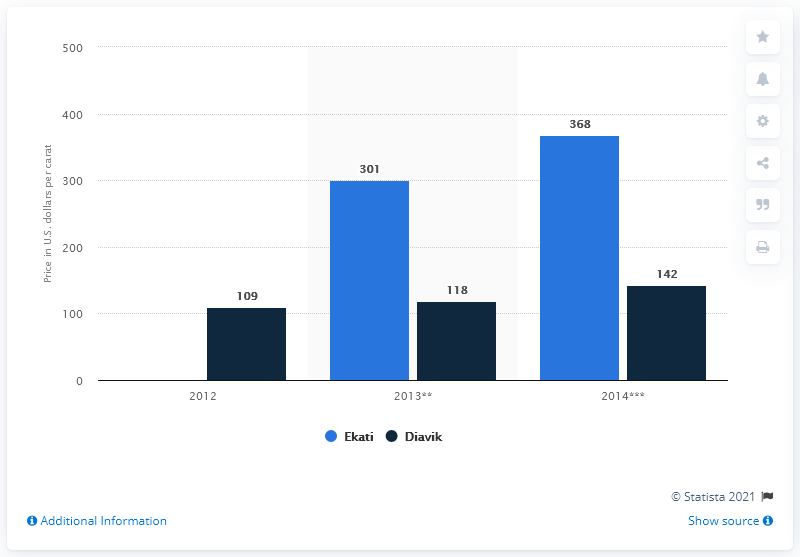 500
400
300
200
100
0
Price in U.S. dollars per carat
109
301
118
368
142
2012
2013**
2014***
Ekati
Diavik
© Statista 2021
Additional Information
Show source